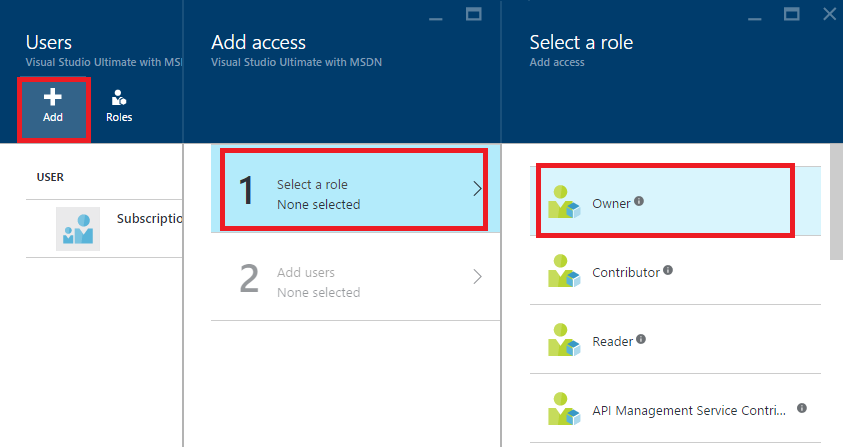 Users
Visual Studio Ultimate with MSD
Add
Roles
USER
Subscriptio
Add access
Visual Studio Ultimate with MSDN
1
Select a role
None selected
2
Add users
None selected
Select a role
Add access
Owner
Contributor
Reader
API Management Service Contri...